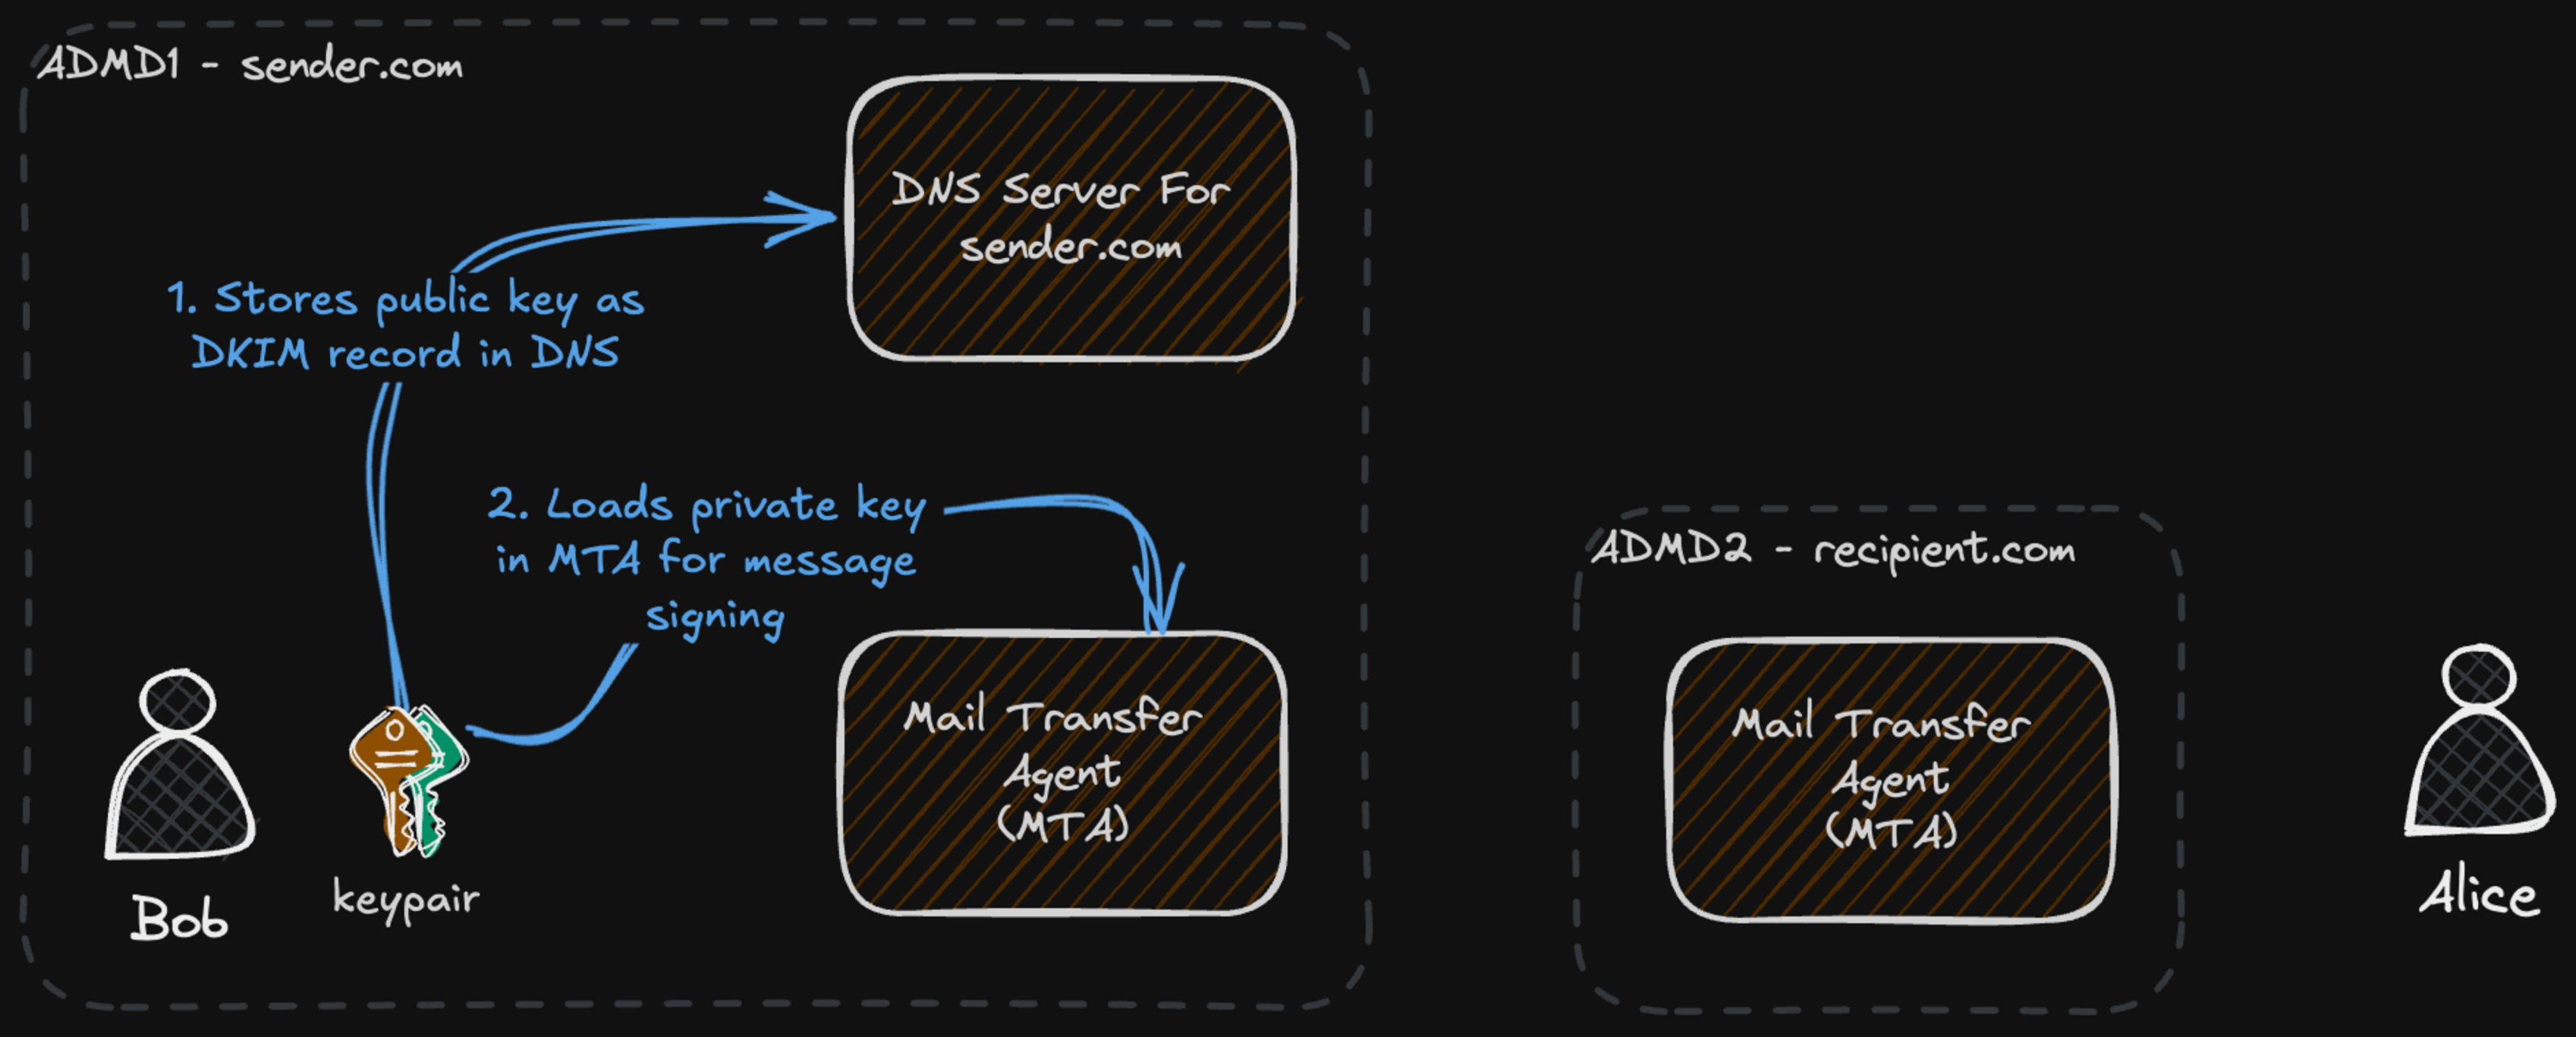 ADMD1 - sender.com
DNS Server For
sender.com
1. Stores public key as
DKIM record in DNS
2. Loads private key
in MTA for message
signing
Mail Transfer
Agent
(MTA)
Bob
keypair
ADMD2 - recipient.com
Mail Transfer
Agent
(MTA)
Alice